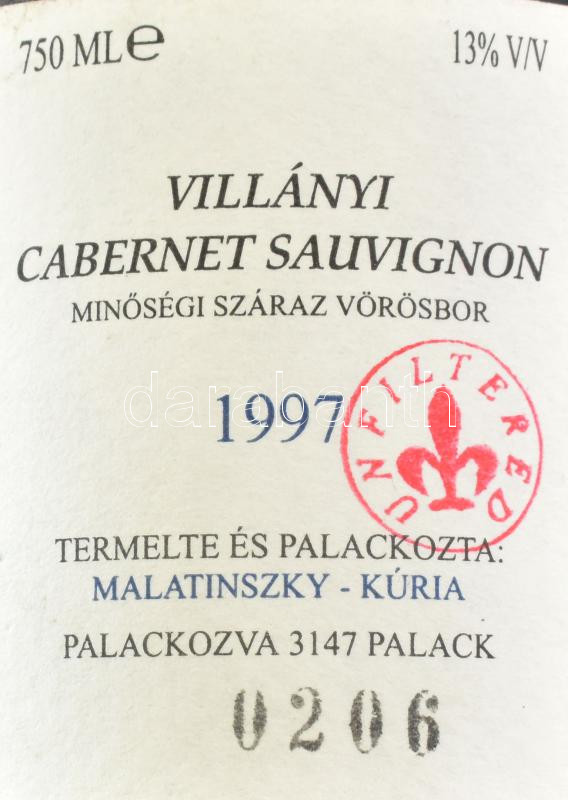 750 ML e 13% V/V
VILLÁNYI
CABERNET SAUVIGNON
MINŐSÉGI SZÁRAZ VÖRÖSBOR
darabanth
1997
UNFILTERED
TERMELTE ÉS PALACKOZTA:
MALATINSZKY - KÚRIA
PALACKOZVA 3147 PALACK
0206